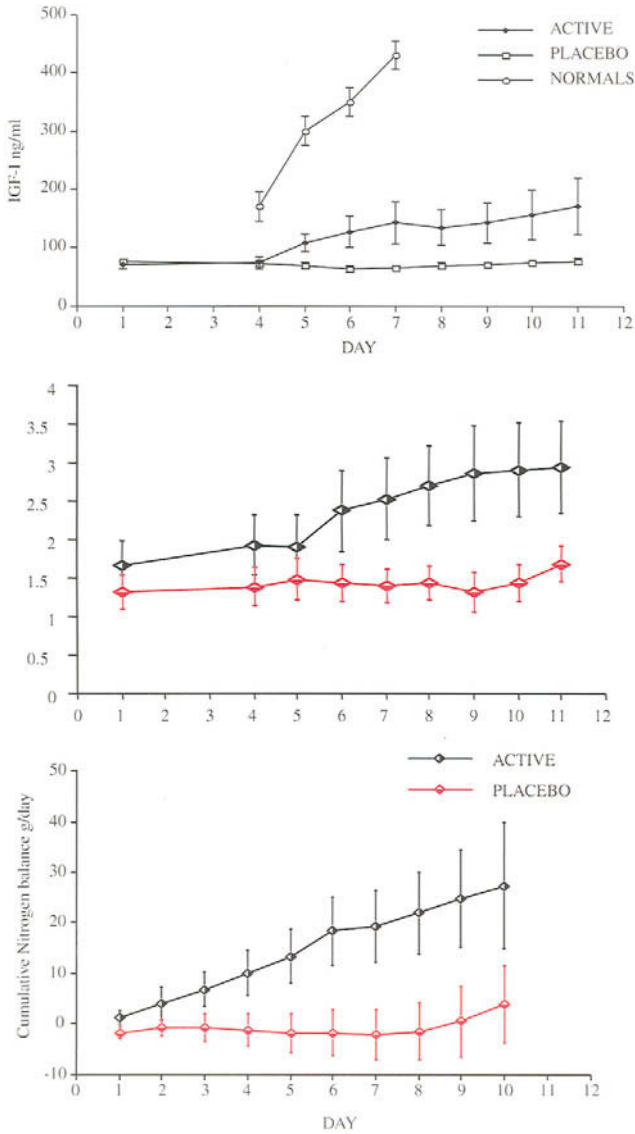 500
400
300
200
100
0
IGF-1 ng/ml
ACTIVE
PLACEBO
NORMALS
0 1 2 3 4 5 6 7 8 9 10 11 12
DAY
4
3.5
3
2.5
2
1.5
1
0.5
0
0 1 2 3 4 5 6 7 8 9 10 11 12
50
40
30
20
10
0
-10
Cumulative Nitrogen balance g/day
ACTIVE
PLACEBO
0 1 2 3 4 5 6 7 8 9 10 11 12
DAY